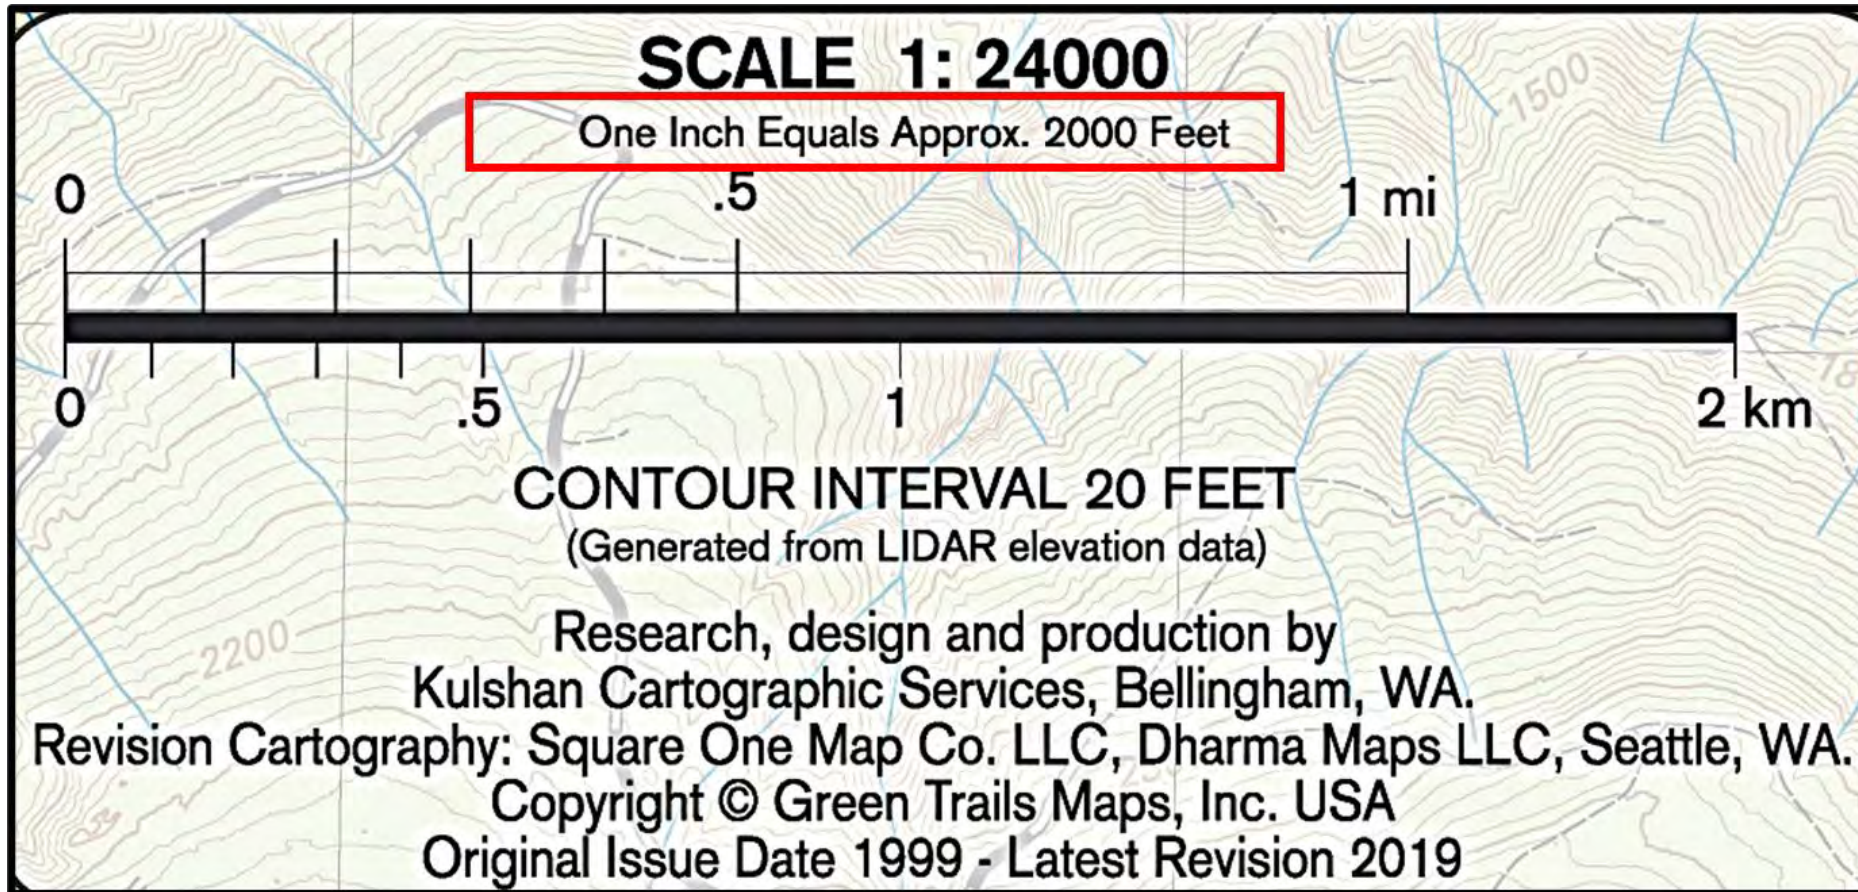 SCALE 1: 24000
One Inch Equals Approx. 2000 Feet
0 .5 1 mi
0 .5 1 2 km
CONTOUR INTERVAL 20 FEET
(Generated from LIDAR elevation data)
Research, design and production by
Kulshan Cartographic Services, Bellingham, WA.
Revision Cartography: Square One Map Co. LLC, Dharma Maps LLC, Seattle, WA.
Copyright © Green Trails Maps, Inc. USA
Original Issue Date 1999 - Latest Revision 2019
1500
2200